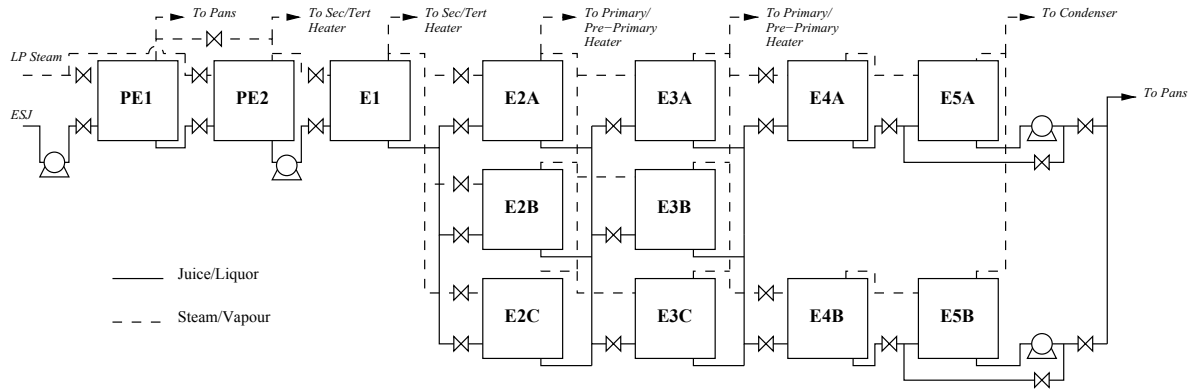 To Pans
To Sec/Tert
Heater
To Sec/Tert
Heater
To Primary/
Pre−Primary
Heater
To Primary/
Pre−Primary
Heater
To Condenser
LP Steam
PE1
PE2
E1
E2A
E3A
E4A
E5A
To Pans
ESJ
E2B
E3B
Juice/Liquor
Steam/Vapour
E2C
E3C
E4B
E5B